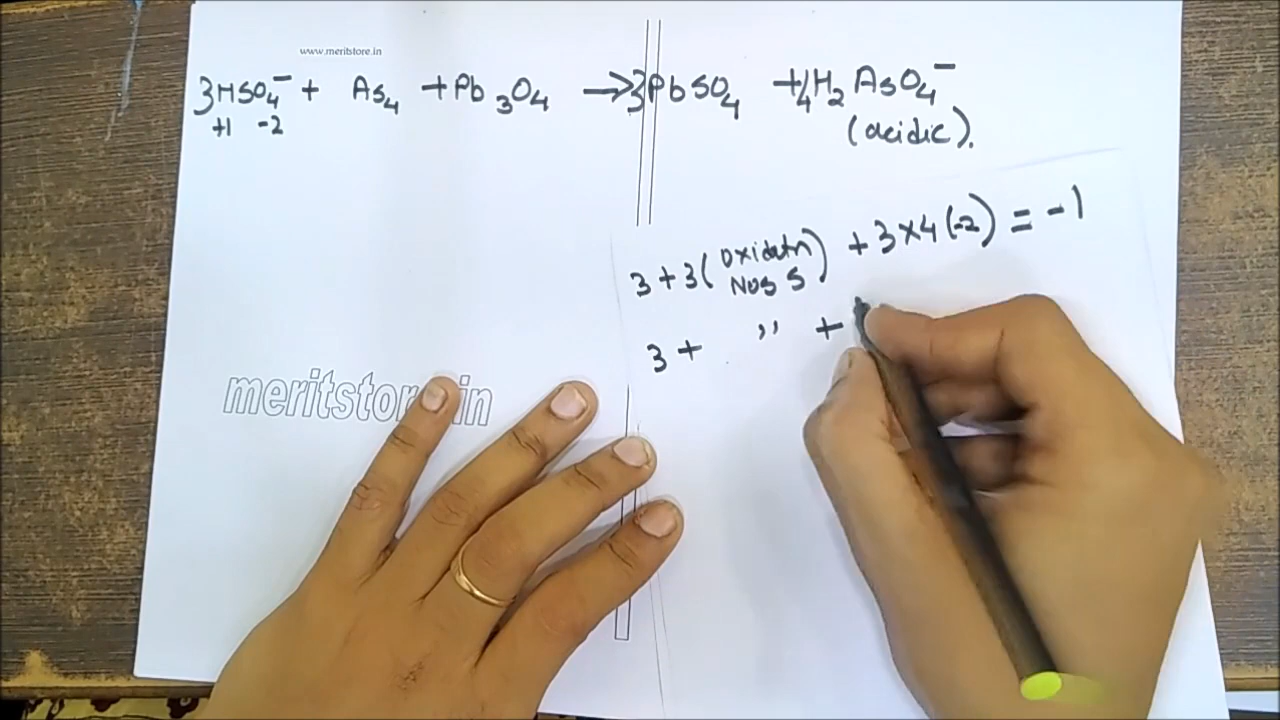 www.meritstore.in
3HSO₄⁻ + As₄ + Pb₃O₄ → 3PbSO₄ + 4H₂AsO₄⁻
+1 -2
(acidic).
3 + 3(Oxidatn Nos S) + 3×4(-2) = -1
3 + ,, +
meritstore.in